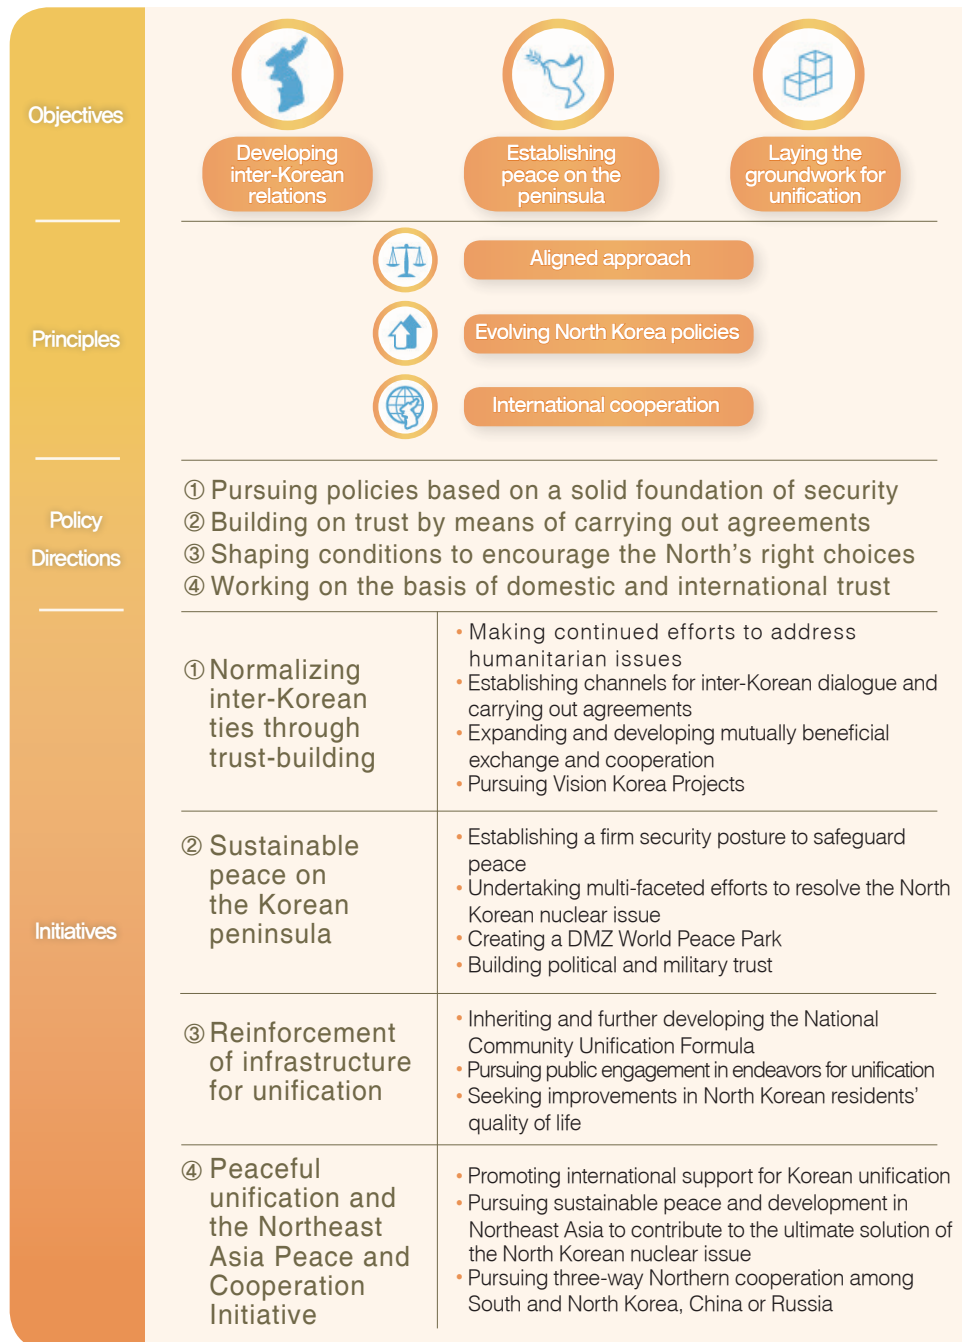 Objectives
Developing
inter-Korean
relations
Establishing
peace on the
peninsula
Laying the
groundwork for
unification
Principles
Aligned approach
Evolving North Korea policies
International cooperation
Policy
Directions
① Pursuing policies based on a solid foundation of security
② Building on trust by means of carrying out agreements
③ Shaping conditions to encourage the North's right choices
④ Working on the basis of domestic and international trust
Initiatives
① Normalizing
inter-Korean
ties through
trust-building
• Making continued efforts to address
humanitarian issues
• Establishing channels for inter-Korean dialogue and
carrying out agreements
• Expanding and developing mutually beneficial
exchange and cooperation
• Pursuing Vision Korea Projects
② Sustainable
peace on
the Korean
peninsula
• Establishing a firm security posture to safeguard
peace
• Undertaking multi-faceted efforts to resolve the North
Korean nuclear issue
• Creating a DMZ World Peace Park
• Building political and military trust
③ Reinforcement
of infrastructure
for unification
• Inheriting and further developing the National
Community Unification Formula
• Pursuing public engagement in endeavors for unification
• Seeking improvements in North Korean residents'
quality of life
④ Peaceful
unification and
the Northeast
Asia Peace and
Cooperation
Initiative
• Promoting international support for Korean unification
• Pursuing sustainable peace and development in
Northeast Asia to contribute to the ultimate solution of
the North Korean nuclear issue
• Pursuing three-way Northern cooperation among
South and North Korea, China or Russia